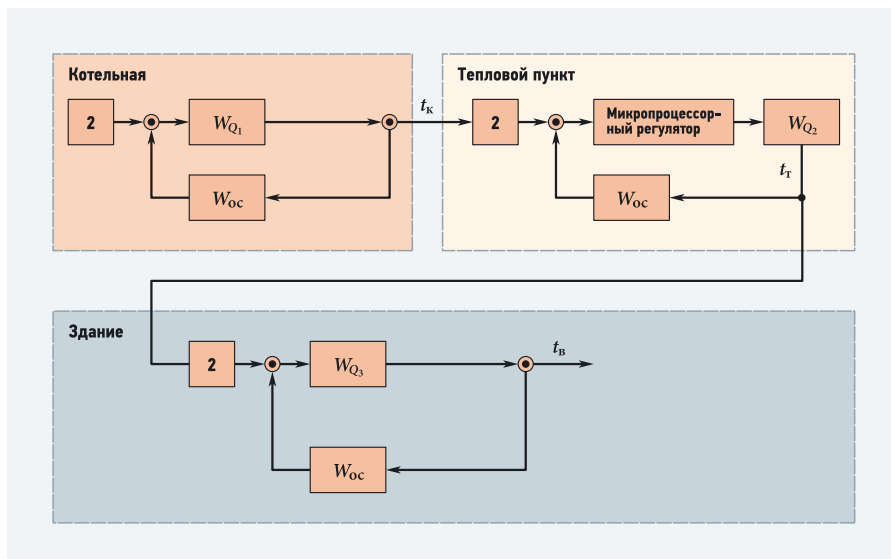 Котельная
2
W_Q1
W_ос
t_к
Тепловой пункт
2
Микропроцессор-
ный регулятор
W_Q2
t_т
W_ос
Здание
2
W_Q3
t_в
W_ос